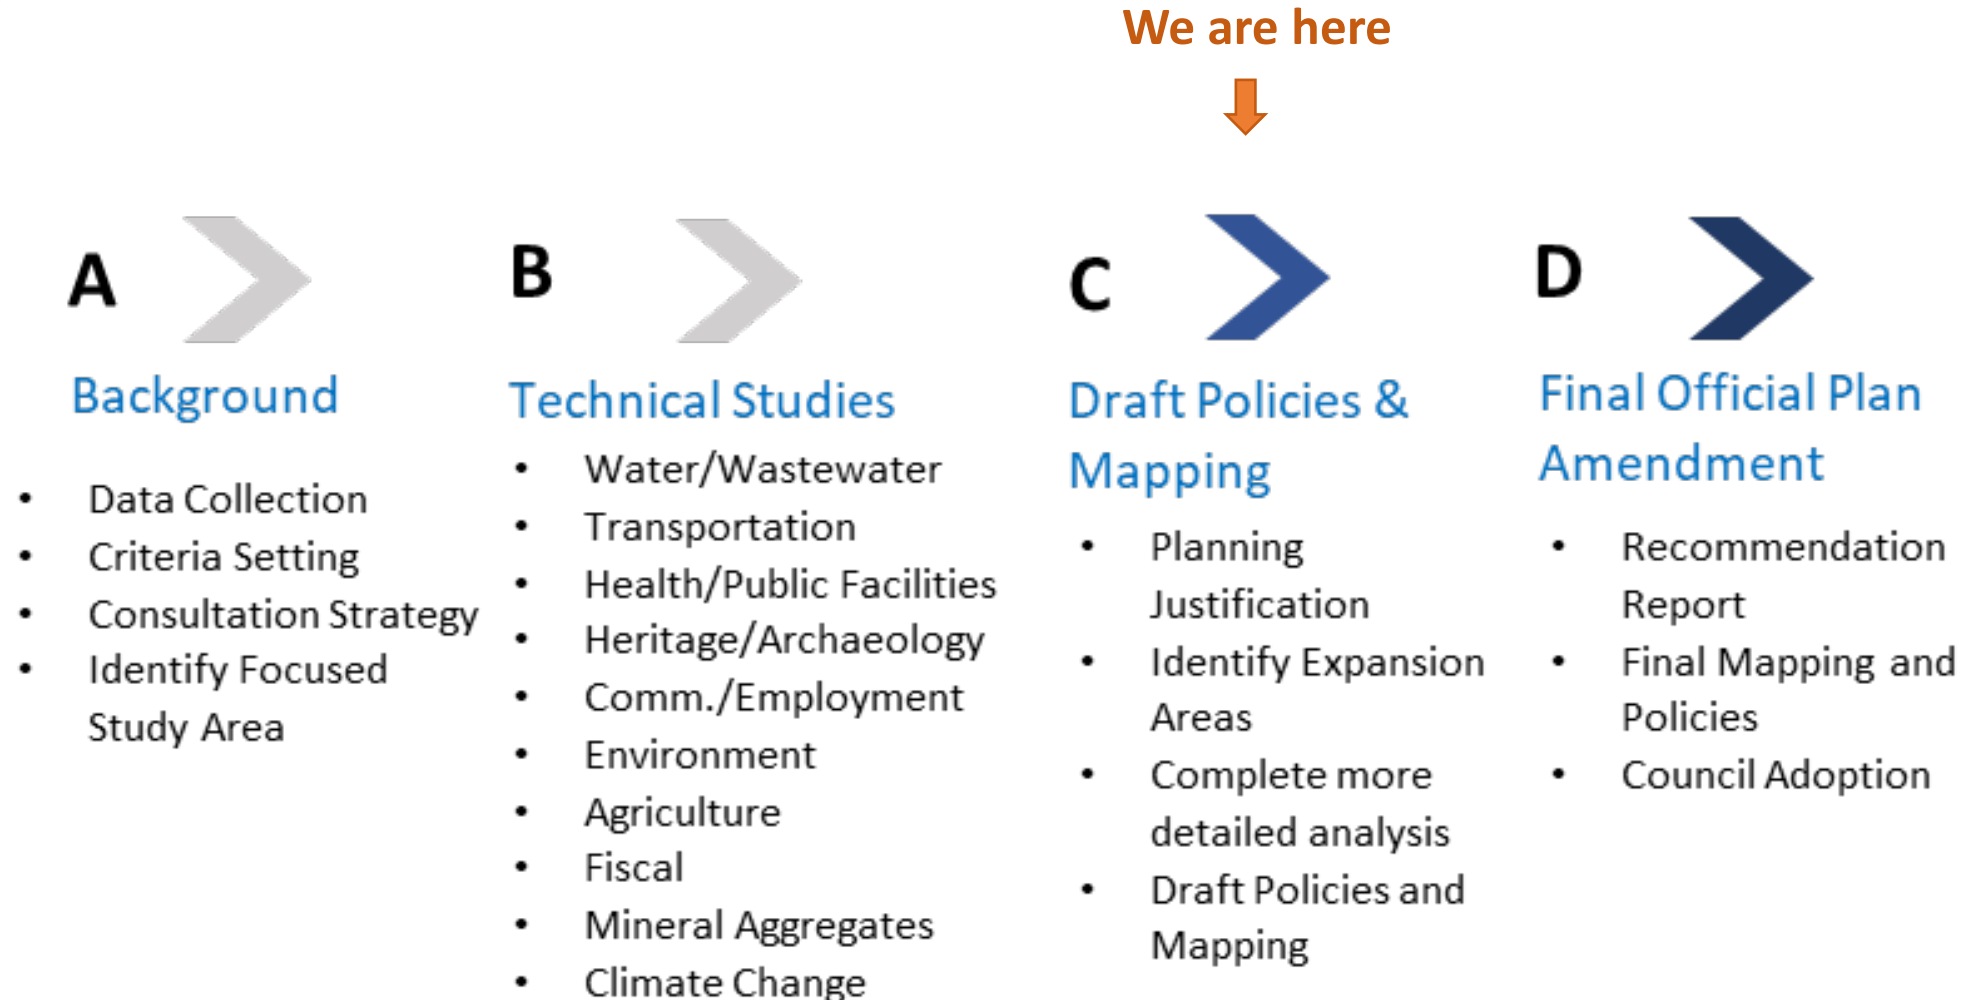 We are here
A
Background
• Data Collection
• Criteria Setting
• Consultation Strategy
• Identify Focused
Study Area
B
Technical Studies
• Water/Wastewater
• Transportation
• Health/Public Facilities
• Heritage/Archaeology
• Comm./Employment
• Environment
• Agriculture
• Fiscal
• Mineral Aggregates
• Climate Change
C
Draft Policies &
Mapping
• Planning
Justification
• Identify Expansion
Areas
• Complete more
detailed analysis
• Draft Policies and
Mapping
D
Final Official Plan
Amendment
• Recommendation
Report
• Final Mapping and
Policies
• Council Adoption